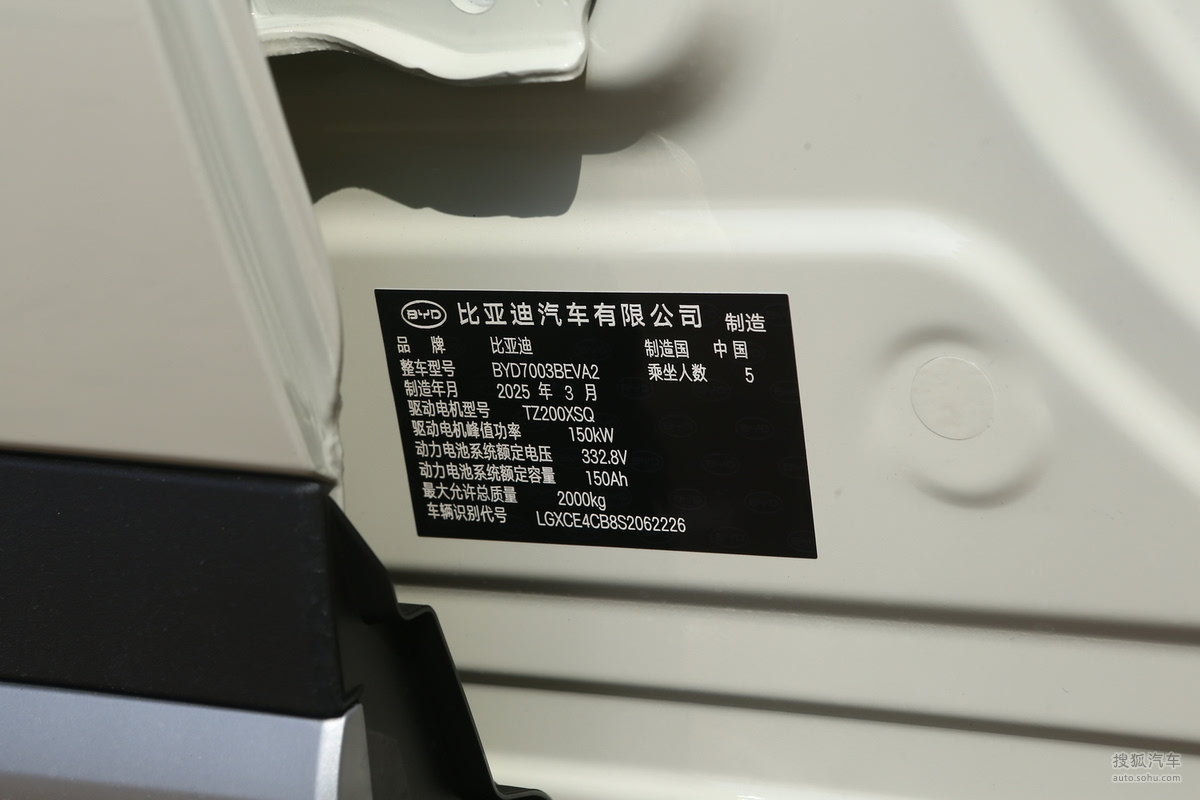 BYD 比亚迪汽车有限公司 制造
品 牌 比亚迪 制造国 中国
整车型号 BYD7003BEVA2 乘坐人数 5
制造年月 2025 年 3 月
驱动电机型号 TZ200XSQ
驱动电机峰值功率 150kW
动力电池系统额定电压 332.8V
动力电池系统额定容量 150Ah
最大允许总质量 2000kg
车辆识别代号 LGXCE4CB8S2062226
搜狐汽车
auto.sohu.com